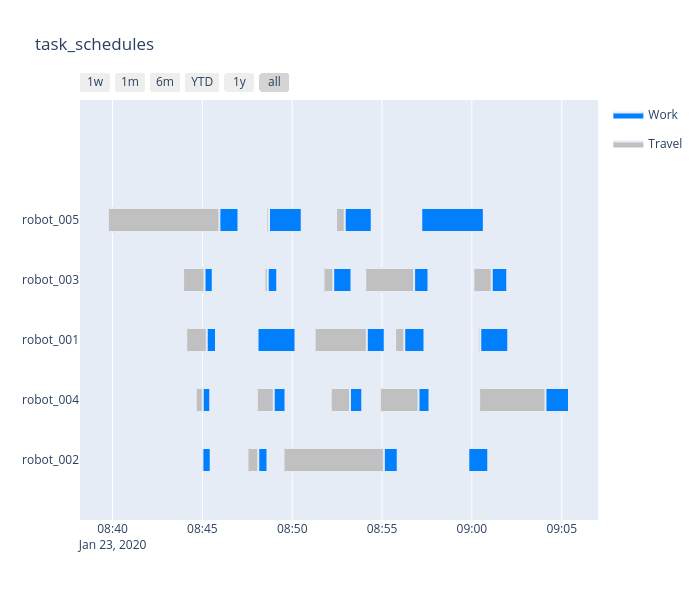 task_schedules
1w 1m 6m YTD 1y all
Work
Travel
robot_005
robot_003
robot_001
robot_004
robot_002
08:40 08:45 08:50 08:55 09:00 09:05
Jan 23, 2020